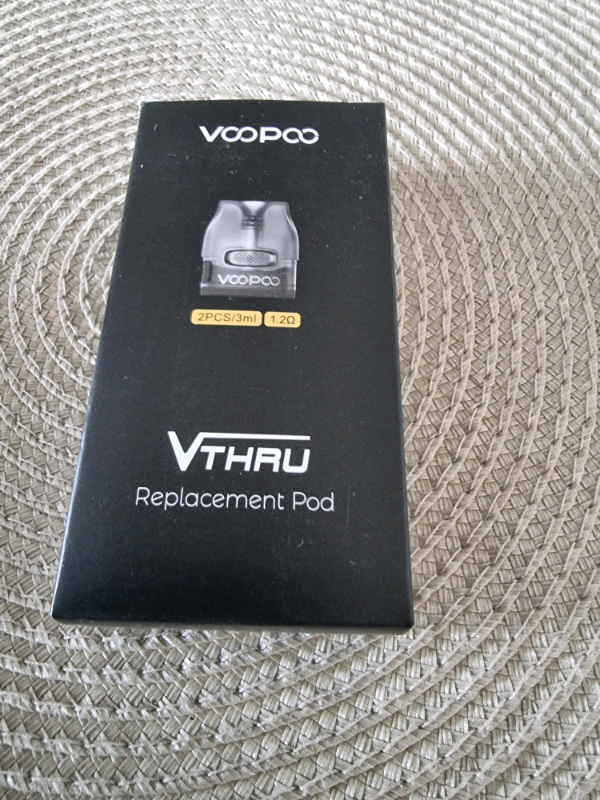 VOOPOO
VOOPOO
2PCS/3ml 1.2Ω
VTHRU
Replacement Pod